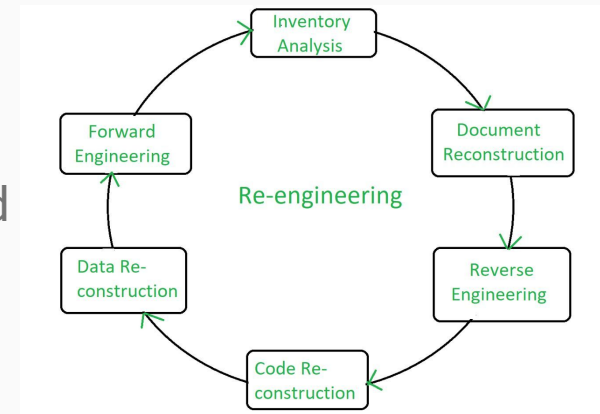 Inventory
Analysis
Forward
Engineering
Document
Reconstruction
Re-engineering
Data Re-
construction
Reverse
Engineering
Code Re-
construction